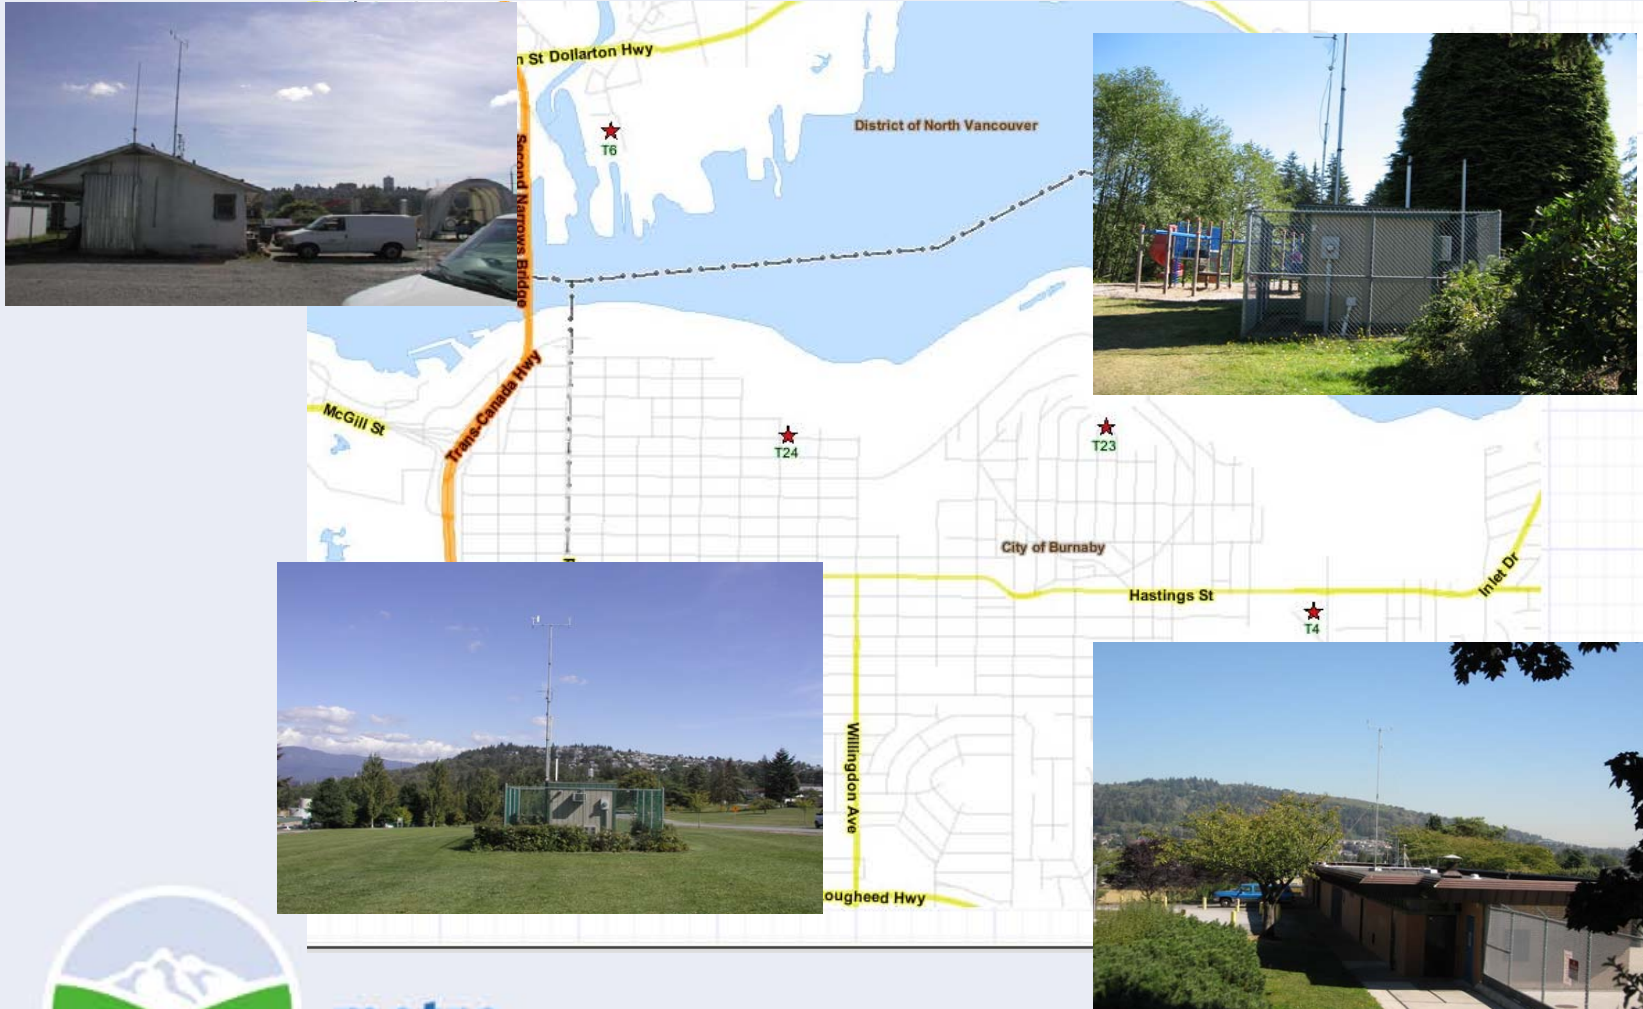 n St Dollarton Hwy
T6
District of North Vancouver
Second Narrows Bridge
McGill St
Trans-Canada Hwy
T24
T23
City of Burnaby
Hastings St
Inlet Dr
T4
Willingdon Ave
ougheed Hwy